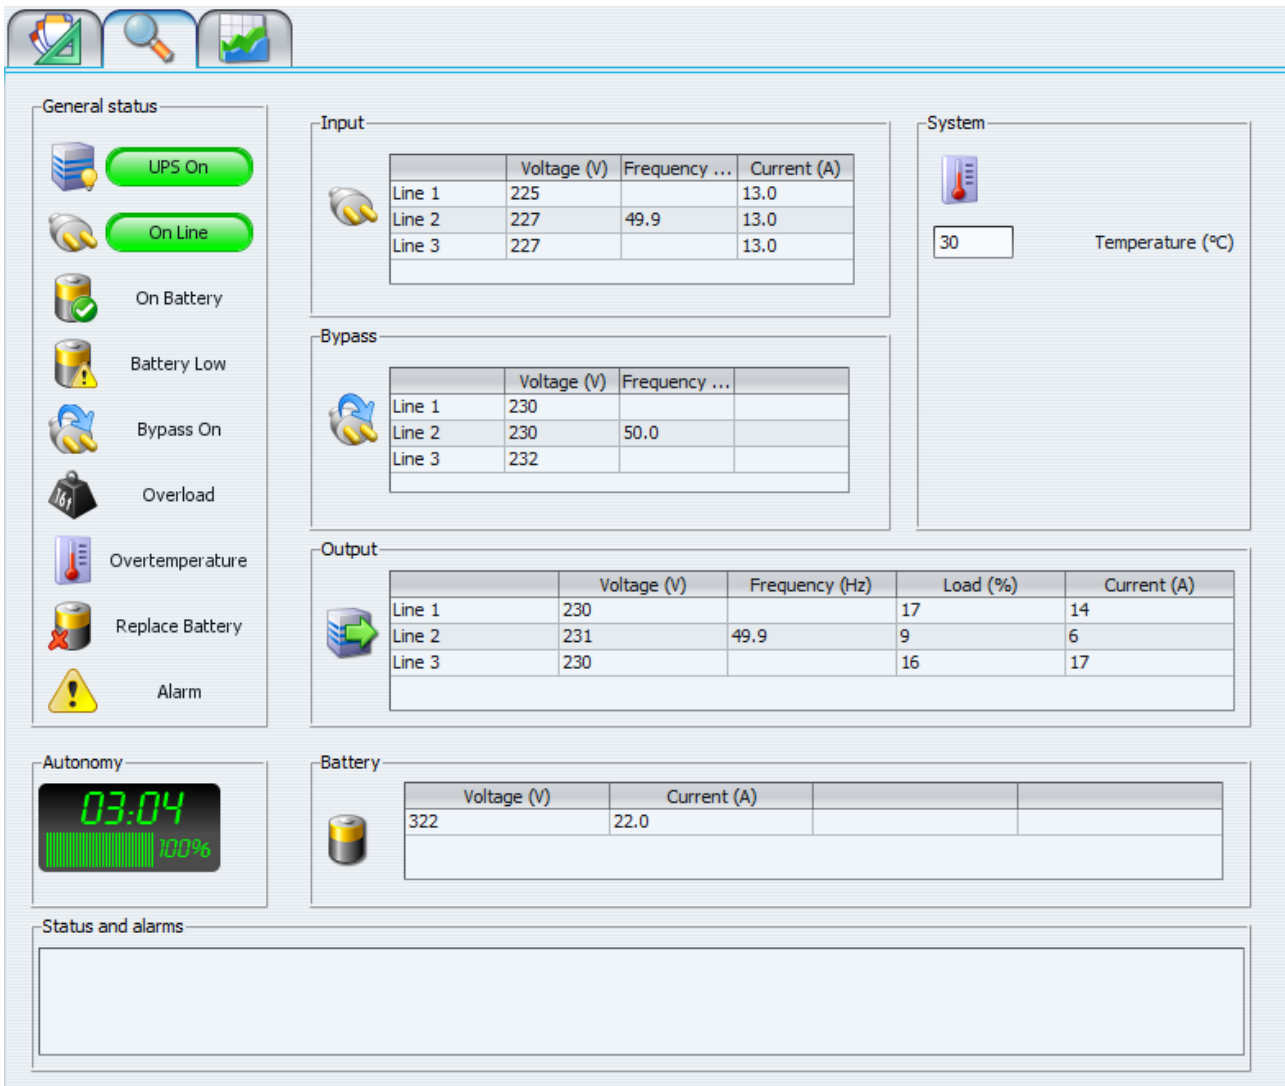 General status
UPS On
On Line
On Battery
Battery Low
Bypass On
16t
Overload
Overtemperature
Replace Battery
Alarm
Input
Voltage (V) Frequency ... Current (A)
Line 1 225 13.0
Line 2 227 49.9 13.0
Line 3 227 13.0
System
30 Temperature (ºC)
Bypass
Voltage (V) Frequency ...
Line 1 230
Line 2 230 50.0
Line 3 232
Output
Voltage (V) Frequency (Hz) Load (%) Current (A)
Line 1 230 17 14
Line 2 231 49.9 9 6
Line 3 230 16 17
Autonomy
03:04
100%
Battery
Voltage (V) Current (A)
322 22.0
Status and alarms